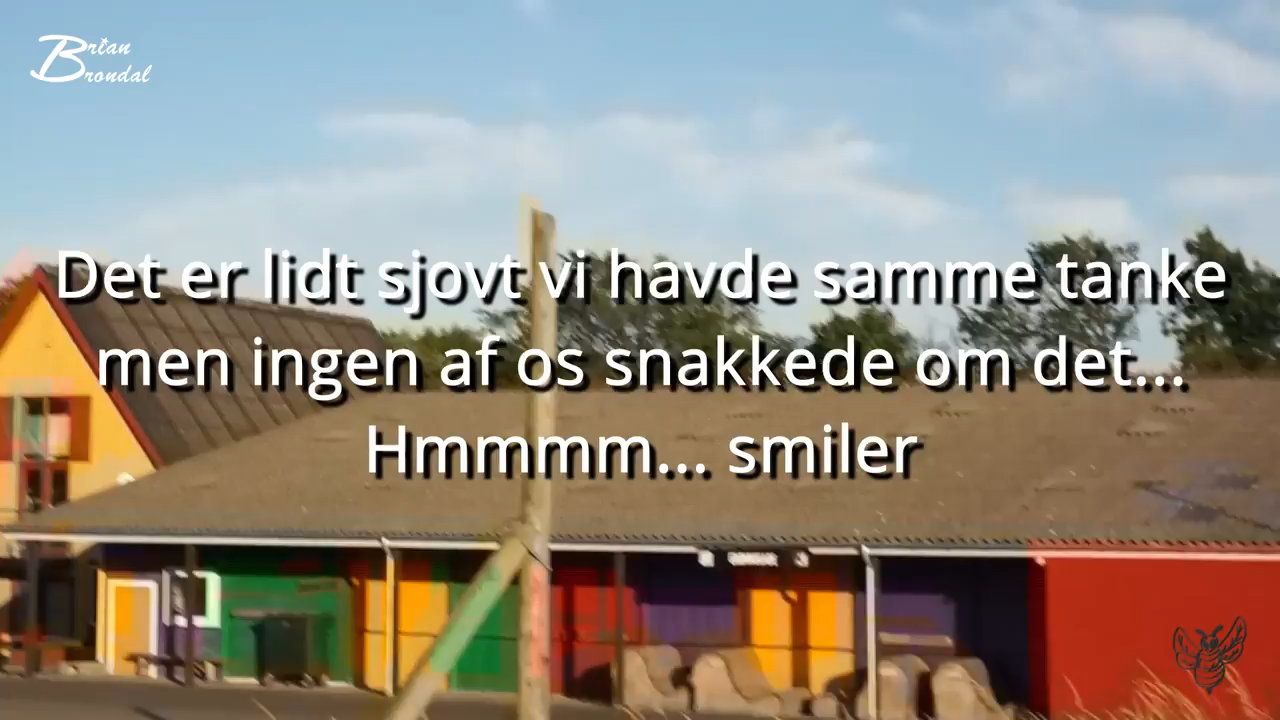 Brian
Brondal
Det er lidt sjovt vi havde samme tanke
men ingen af os snakkede om det...
Hmmmm... smiler